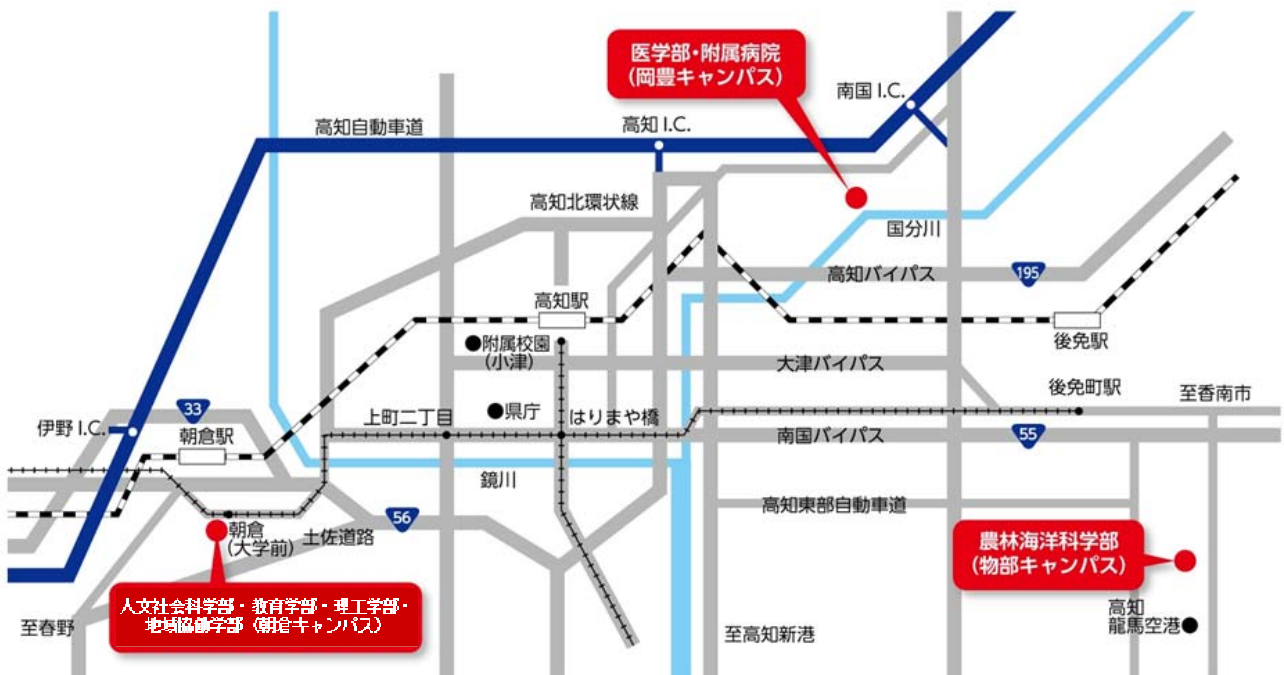 医学部・附属病院
(岡豊キャンパス)
南国 I.C.
高知自動車道
高知 I.C.
高知北環状線
国分川
高知バイパス
195
高知駅
後免駅
●附属校園
(小津)
大津バイパス
後免町駅
至香南市
33
伊野 I.C.
朝倉駅
上町二丁目
●県庁
はりまや橋
南国バイパス
55
鏡川
56
高知東部自動車道
朝倉
(大学前)
土佐道路
農林海洋科学部
(物部キャンパス)
人文社会科学部・教育学部・理工学部・
地域協働学部(朝倉キャンパス)
至春野
至高知新港
高知
龍馬空港●